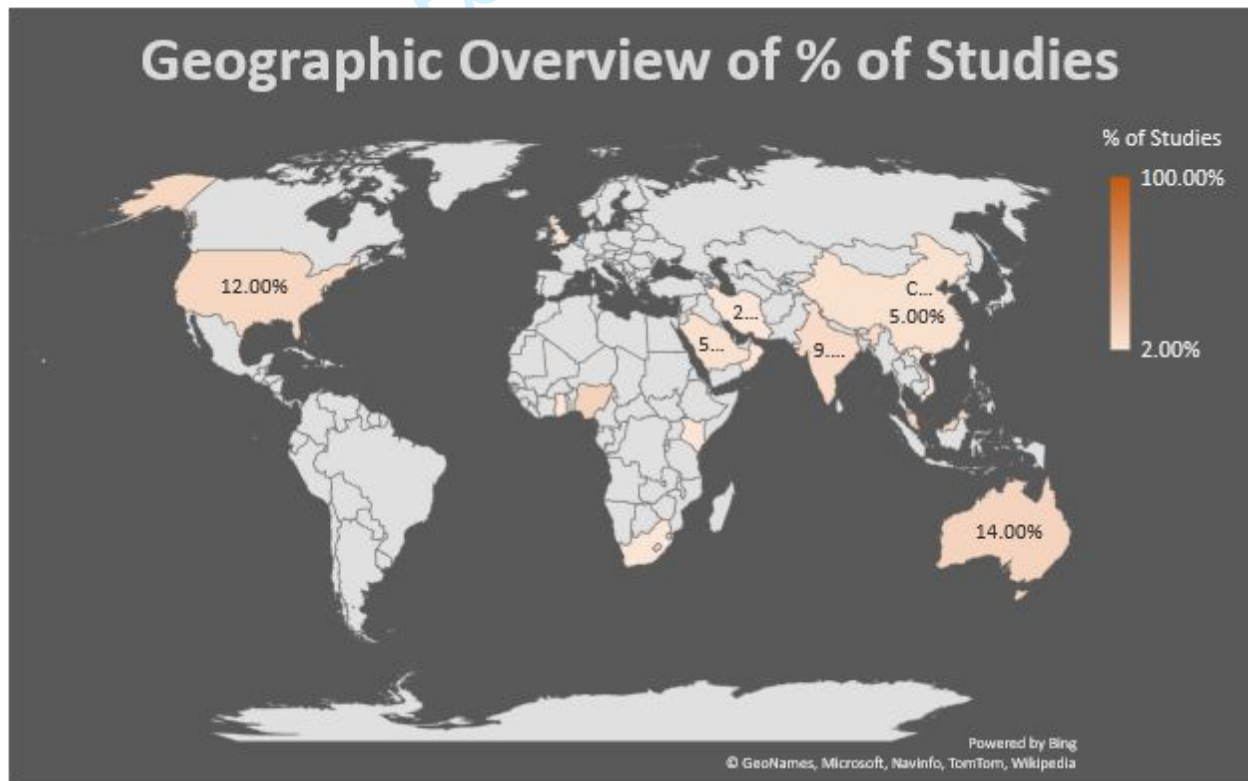 Geographic Overview of % of Studies
% of Studies
100.00%
2.00%
12.00%
C...
5.00%
2...
5...
9....
14.00%
Powered by Bing
© GeoNames, Microsoft, Navinfo, TomTom, Wikipedia